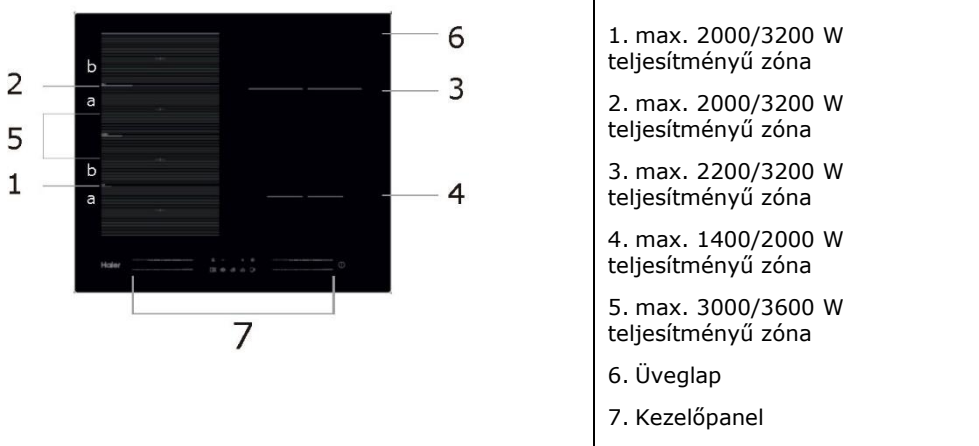 6
b
2
3
a
5
b
1
4
a
Haier
7
1. max. 2000/3200 W
teljesítményű zóna
2. max. 2000/3200 W
teljesítményű zóna
3. max. 2200/3200 W
teljesítményű zóna
4. max. 1400/2000 W
teljesítményű zóna
5. max. 3000/3600 W
teljesítményű zóna
6. Üveglap
7. Kezelőpanel